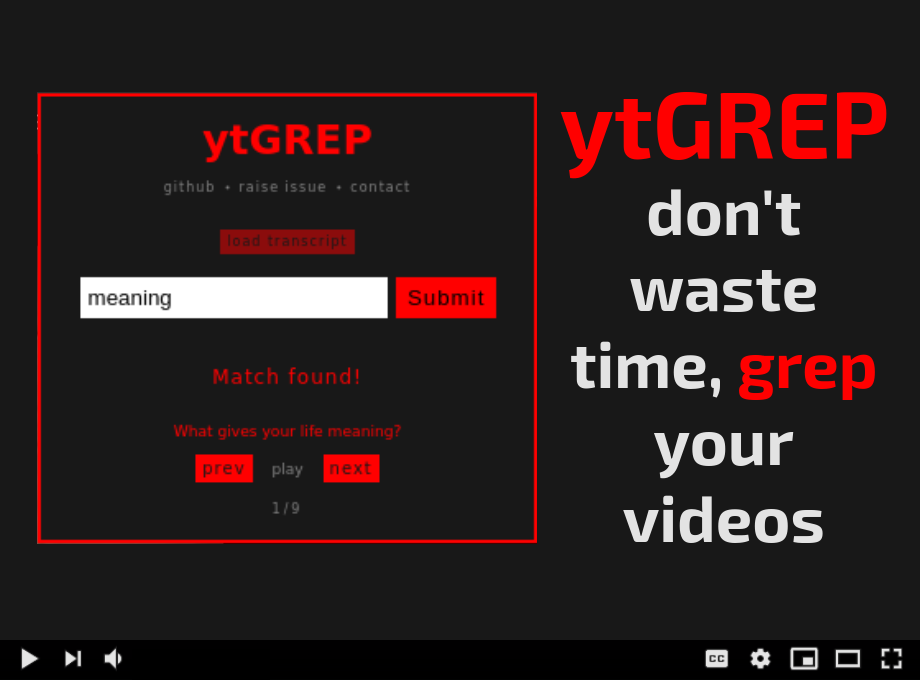 ytGREP
github • raise issue • contact
load transcript
meaning
Submit
Match found!
What gives your life meaning?
prev play next
1/9
ytGREP
don't
waste
time, grep
your
videos
CC